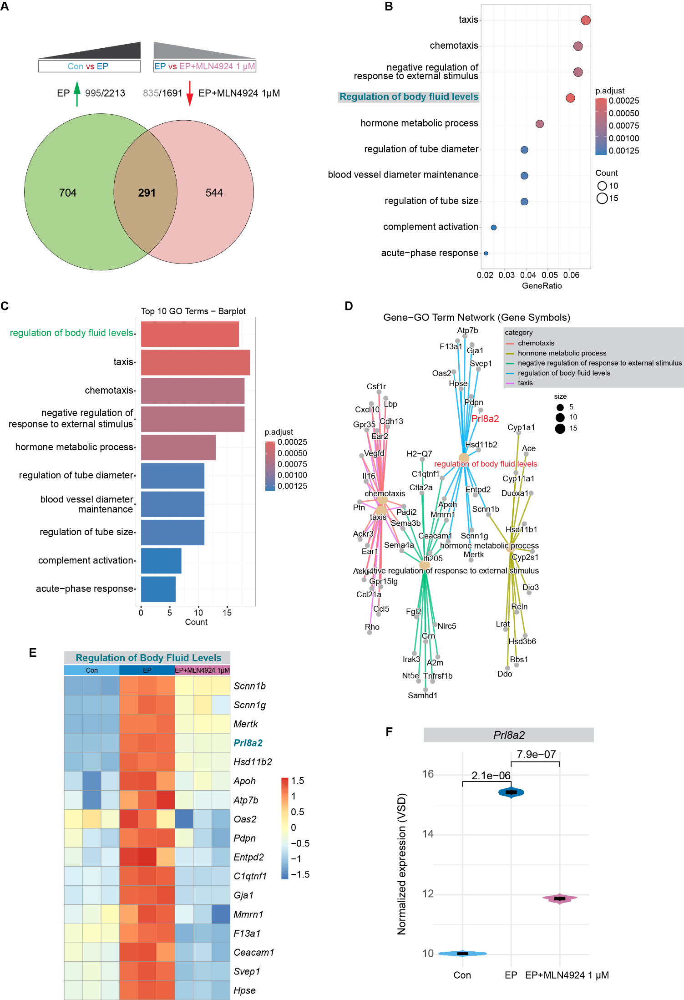 A
Con vs EP
EP vs EP+MLN4924 1 µM
EP 995/2213
835/1691 EP+MLN4924 1µM
704
291
544
B
taxis
chemotaxis
negative regulation of
response to external stimulus
Regulation of body fluid levels
hormone metabolic process
regulation of tube diameter
blood vessel diameter maintenance
regulation of tube size
complement activation
acute−phase response
0.02 0.03 0.04 0.05 0.06
GeneRatio
p.adjust
0.00025
0.00050
0.00075
0.00100
0.00125
Count
10
15
C
Top 10 GO Terms − Barplot
regulation of body fluid levels
taxis
chemotaxis
negative regulation of
response to external stimulus
hormone metabolic process
regulation of tube diameter
blood vessel diameter
maintenance
regulation of tube size
complement activation
acute−phase response
0 5 10 15
Count
p.adjust
0.00025
0.00050
0.00075
0.00100
0.00125
D
Gene−GO Term Network (Gene Symbols)
category
chemotaxis
hormone metabolic process
negative regulation of response to external stimulus
regulation of body fluid levels
taxis
size
5
10
15
Atp7b
F13a1
Gja1
Svep1
Oas2
Hpse
Pdpn
Prl8a2
Hsd11b2
regulation of body fluid levels
Csf1r
Lbp
Cxcl10
Cdh13
Gpr35
Ear2
Vegfd
Il16
chemotaxis
Ptn
taxis
Padi2
Sema3b
Ackr3
Sema4a
Ear1
Ackr4
tive regulation of response to external stimulus
Gpr15lg
Ccl21a
Ccl5
Rho
H2−Q7
C1qtnf1
Ctla2a
Apoh
Mmrn1
Ceacam1
Ifi205
Entpd2
Scnn1b
Scnn1g
Mertk
hormone metabolic process
Cyp1a1
Ace
Cyp11a1
Duoxa1
Hsd11b1
Cyp2s1
Dio3
Reln
Lrat
Hsd3b6
Bbs1
Ddo
Fgl2
Nlrc5
Grn
Irak3
A2m
Nt5e
Tnfrsf1b
Samhd1
E
Regulation of Body Fluid Levels
Con EP EP+MLN4924 1µM
Scnn1b
Scnn1g
Mertk
Prl8a2
Hsd11b2
Apoh
Atp7b
Oas2
Pdpn
Entpd2
C1qtnf1
Gja1
Mmrn1
F13a1
Ceacam1
Svep1
Hpse
1.5
1
0.5
0
−0.5
−1
−1.5
F
Prl8a2
7.9e−07
2.1e−06
Normalized expression (VSD)
16
14
12
10
Con EP EP+MLN4924 1 µM